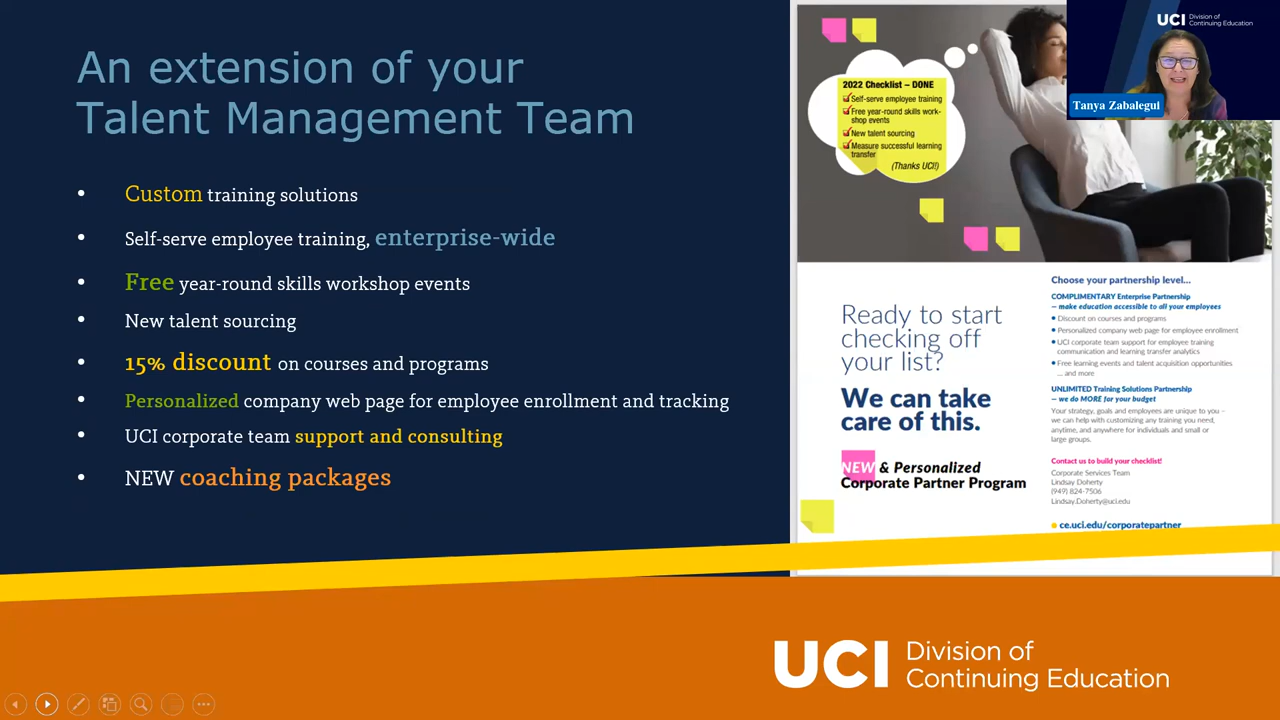 An extension of your
Talent Management Team
• Custom training solutions
• Self-serve employee training, enterprise-wide
• Free year-round skills workshop events
• New talent sourcing
• 15% discount on courses and programs
• Personalized company web page for employee enrollment and tracking
• UCI corporate team support and consulting
• NEW coaching packages
2022 Checklist – DONE
Self-serve employee training
Free year-round skills work-
shop events
New talent sourcing
Measure successful learning
transfer
(Thanks UCI!)
UCI Division of
Continuing Education
Tanya Zabalegui
Ready to start
checking off
your list?
We can take
care of this.
NEW & Personalized
Corporate Partner Program
Choose your partnership level...
COMPLIMENTARY Enterprise Partnership
– make education accessible to all your employees
• Discount on courses and programs
• Personalized company web page for employee enrollment
• UCI corporate team support for employee training
communication and learning transfer analytics
• Free learning events and talent acquisition opportunities
... and more
UNLIMITED Training Solutions Partnership
– we do MORE for your budget
Your strategy, goals and employees are unique to you –
we can help with customizing any training you need,
anytime, and anywhere for individuals and small or
large groups.
Contact us to build your checklist!
Corporate Services Team
Lindsay Doherty
(949) 824-7506
Lindsay.Doherty@uci.edu
ce.uci.edu/corporatepartner
UCI Division of
Continuing Education